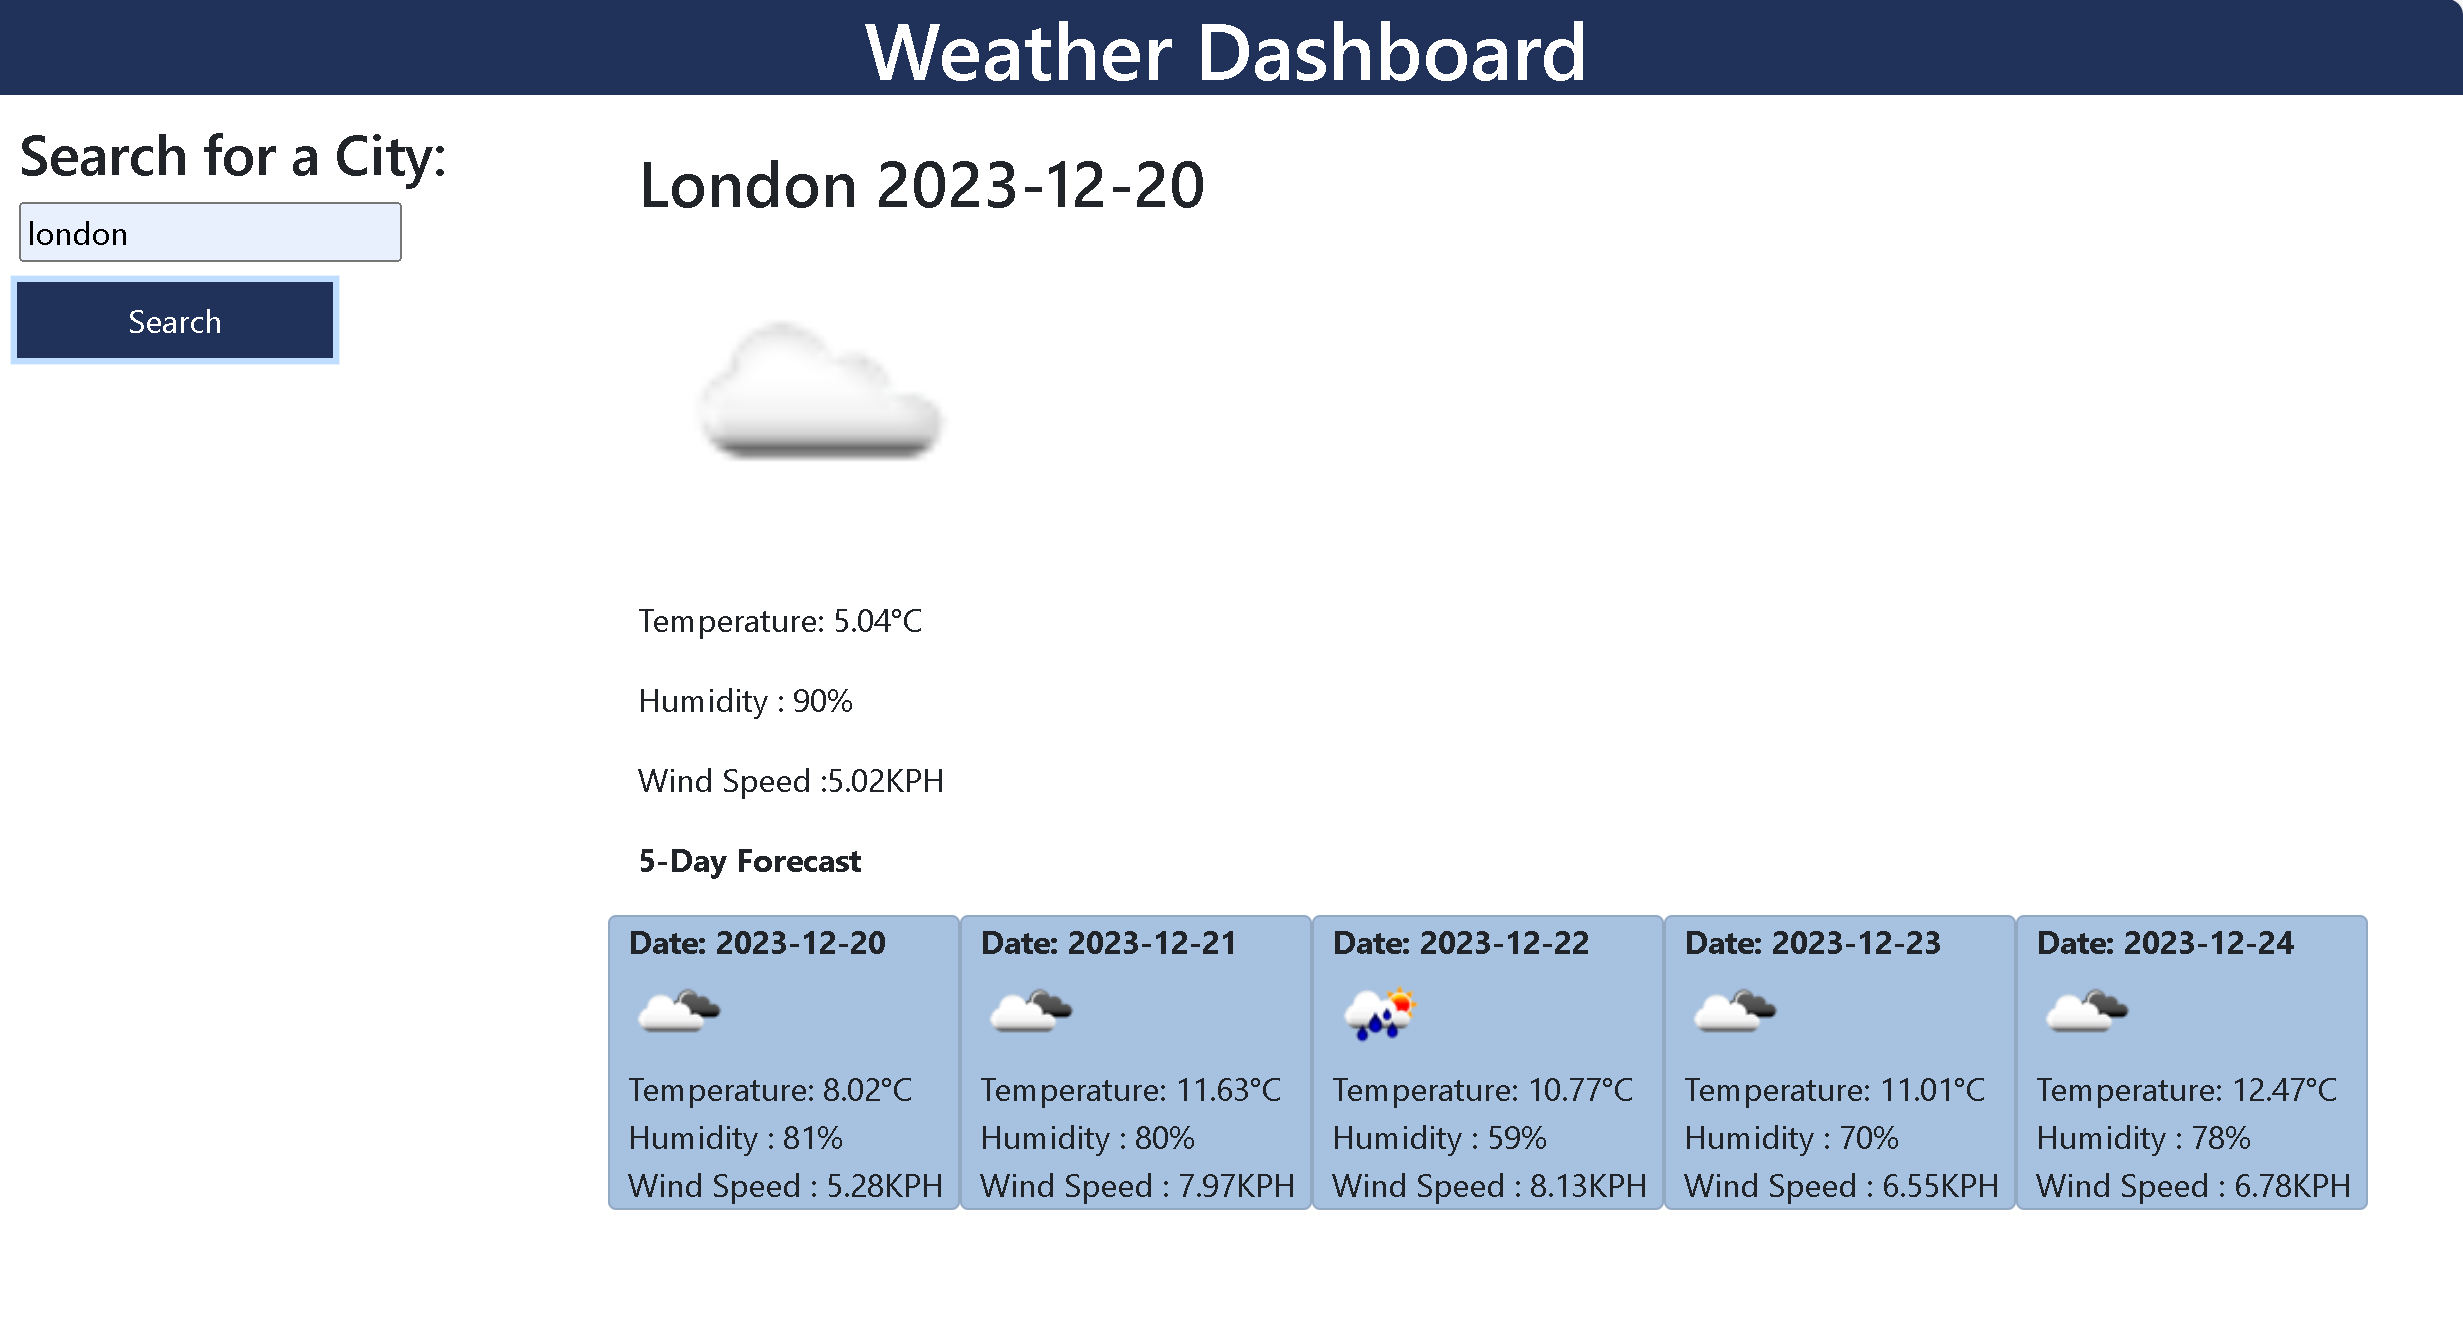 Weather Dashboard
Search for a City:
london
Search
London 2023-12-20
Temperature: 5.04°C
Humidity : 90%
Wind Speed :5.02KPH
5-Day Forecast
Date: 2023-12-20
Temperature: 8.02°C
Humidity : 81%
Wind Speed : 5.28KPH
Date: 2023-12-21
Temperature: 11.63°C
Humidity : 80%
Wind Speed : 7.97KPH
Date: 2023-12-22
Temperature: 10.77°C
Humidity : 59%
Wind Speed : 8.13KPH
Date: 2023-12-23
Temperature: 11.01°C
Humidity : 70%
Wind Speed : 6.55KPH
Date: 2023-12-24
Temperature: 12.47°C
Humidity : 78%
Wind Speed : 6.78KPH